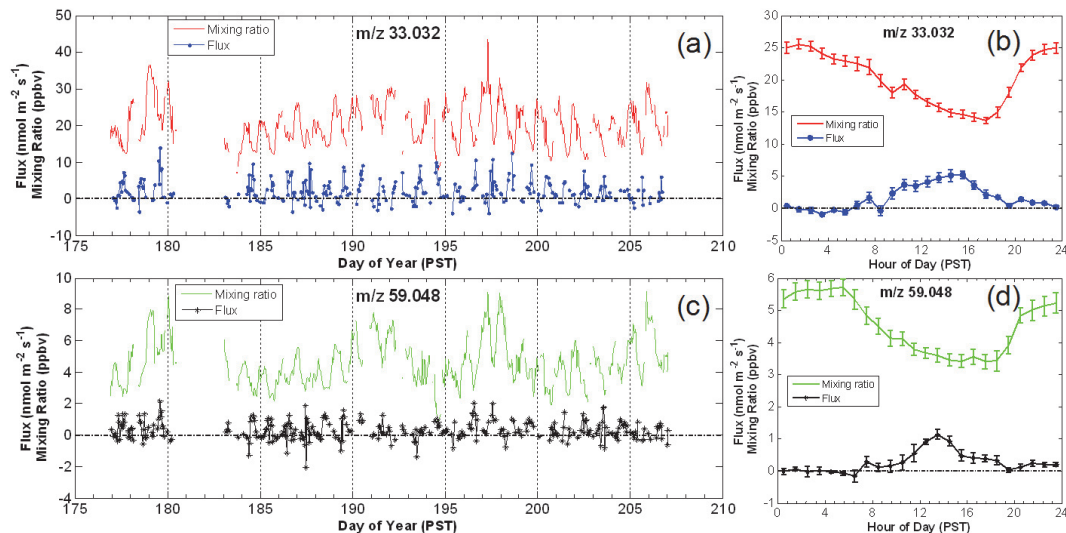 m/z 33.032
(a)
Mixing ratio
Flux
Flux (nmol m⁻² s⁻¹)
Mixing Ratio (ppbv)
50
40
30
20
10
0
-10
175 180 185 190 195 200 205 210
Day of Year (PST)
m/z 33.032
(b)
Mixing ratio
Flux
Flux (nmol m⁻² s⁻¹)
Mixing Ratio (ppbv)
30
25
20
15
10
5
0
-5
0 4 8 12 16 20 24
Hour of Day (PST)
m/z 59.048
(c)
Mixing ratio
Flux
Flux (nmol m⁻² s⁻¹)
Mixing Ratio (ppbv)
10
8
6
4
2
0
-2
-4
175 180 185 190 195 200 205 210
Day of Year (PST)
m/z 59.048
(d)
Mixing ratio
Flux
Flux (nmol m⁻² s⁻¹)
Mixing Ratio (ppbv)
6
5
4
3
2
1
0
-1
0 4 8 12 16 20 24
Hour of Day (PST)